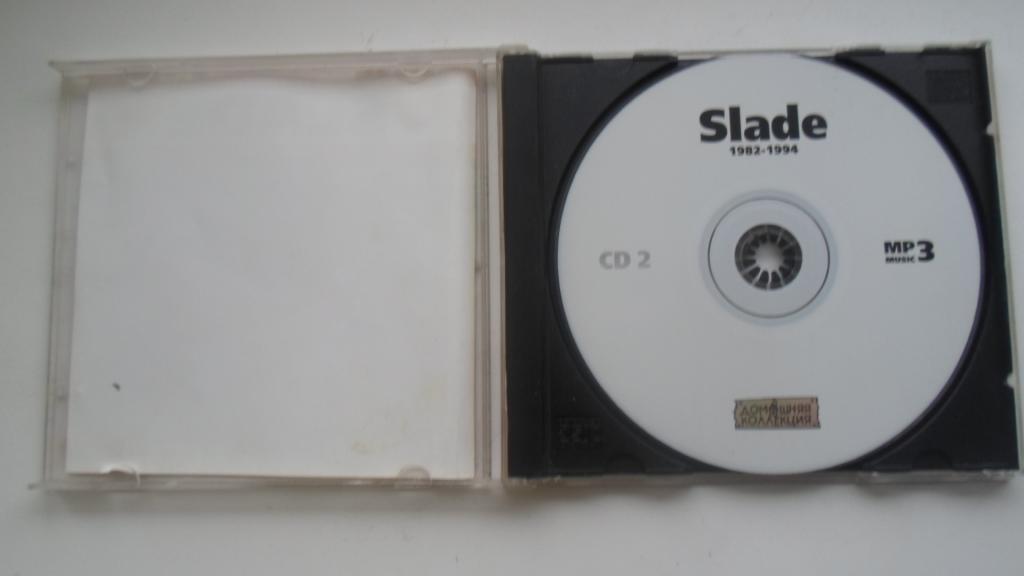 Slade
1982-1994
CD 2
MP3
MUSIC
ДОМАШНЯЯ
КОЛЛЕКЦИЯ